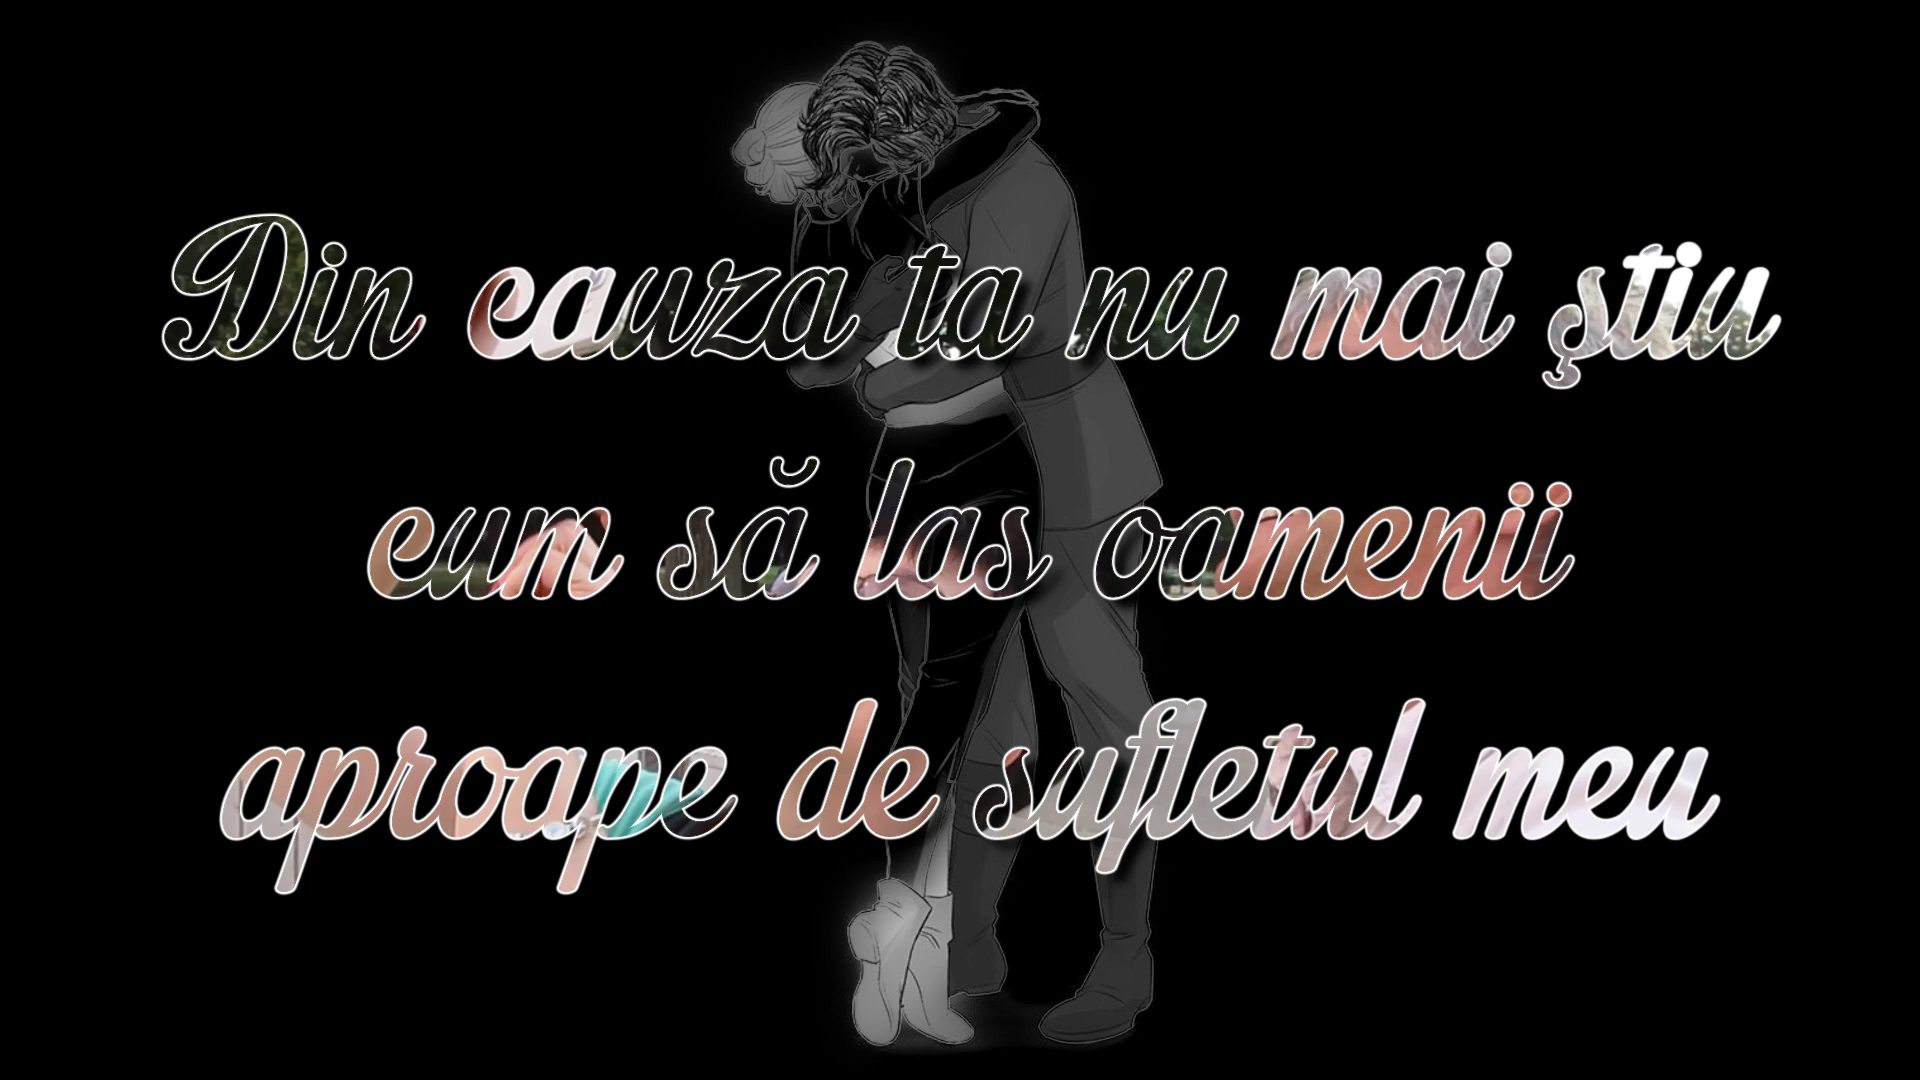 Din cauza ta nu mai ştiu
cum să las oamenii
aproape de sufletul meu